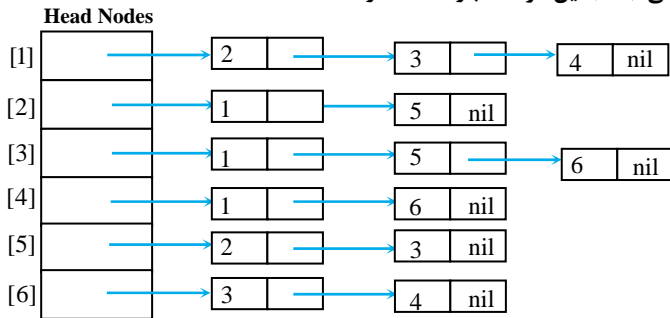 Head Nodes
[1] 2 3 4 nil
[2] 1 5 nil
[3] 1 5 6 nil
[4] 1 6 nil
[5] 2 3 nil
[6] 3 4 nil